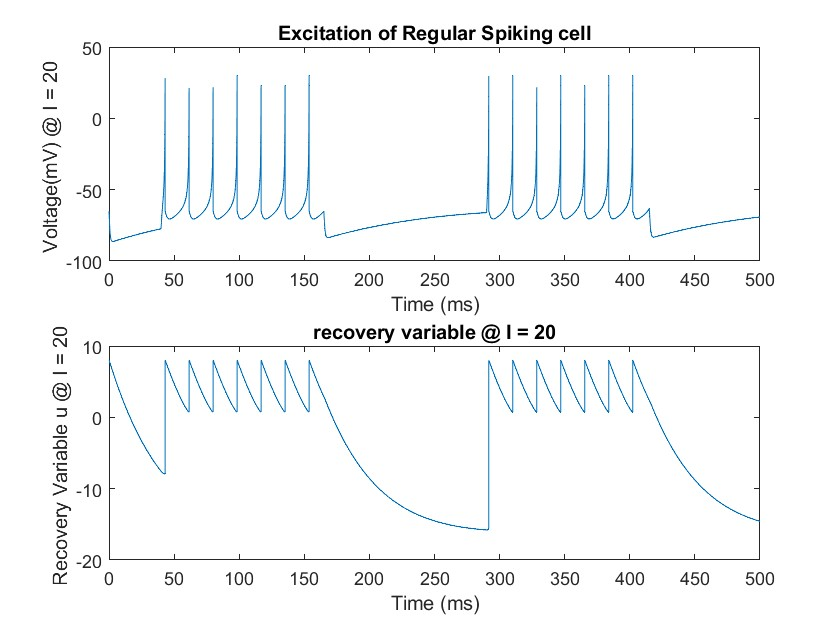 Excitation of Regular Spiking cell
Voltage(mV) @ I = 20
50
0
-50
-100
0 50 100 150 200 250 300 350 400 450 500
Time (ms)
recovery variable @ I = 20
Recovery Variable u @ I = 20
10
0
-10
-20
0 50 100 150 200 250 300 350 400 450 500
Time (ms)